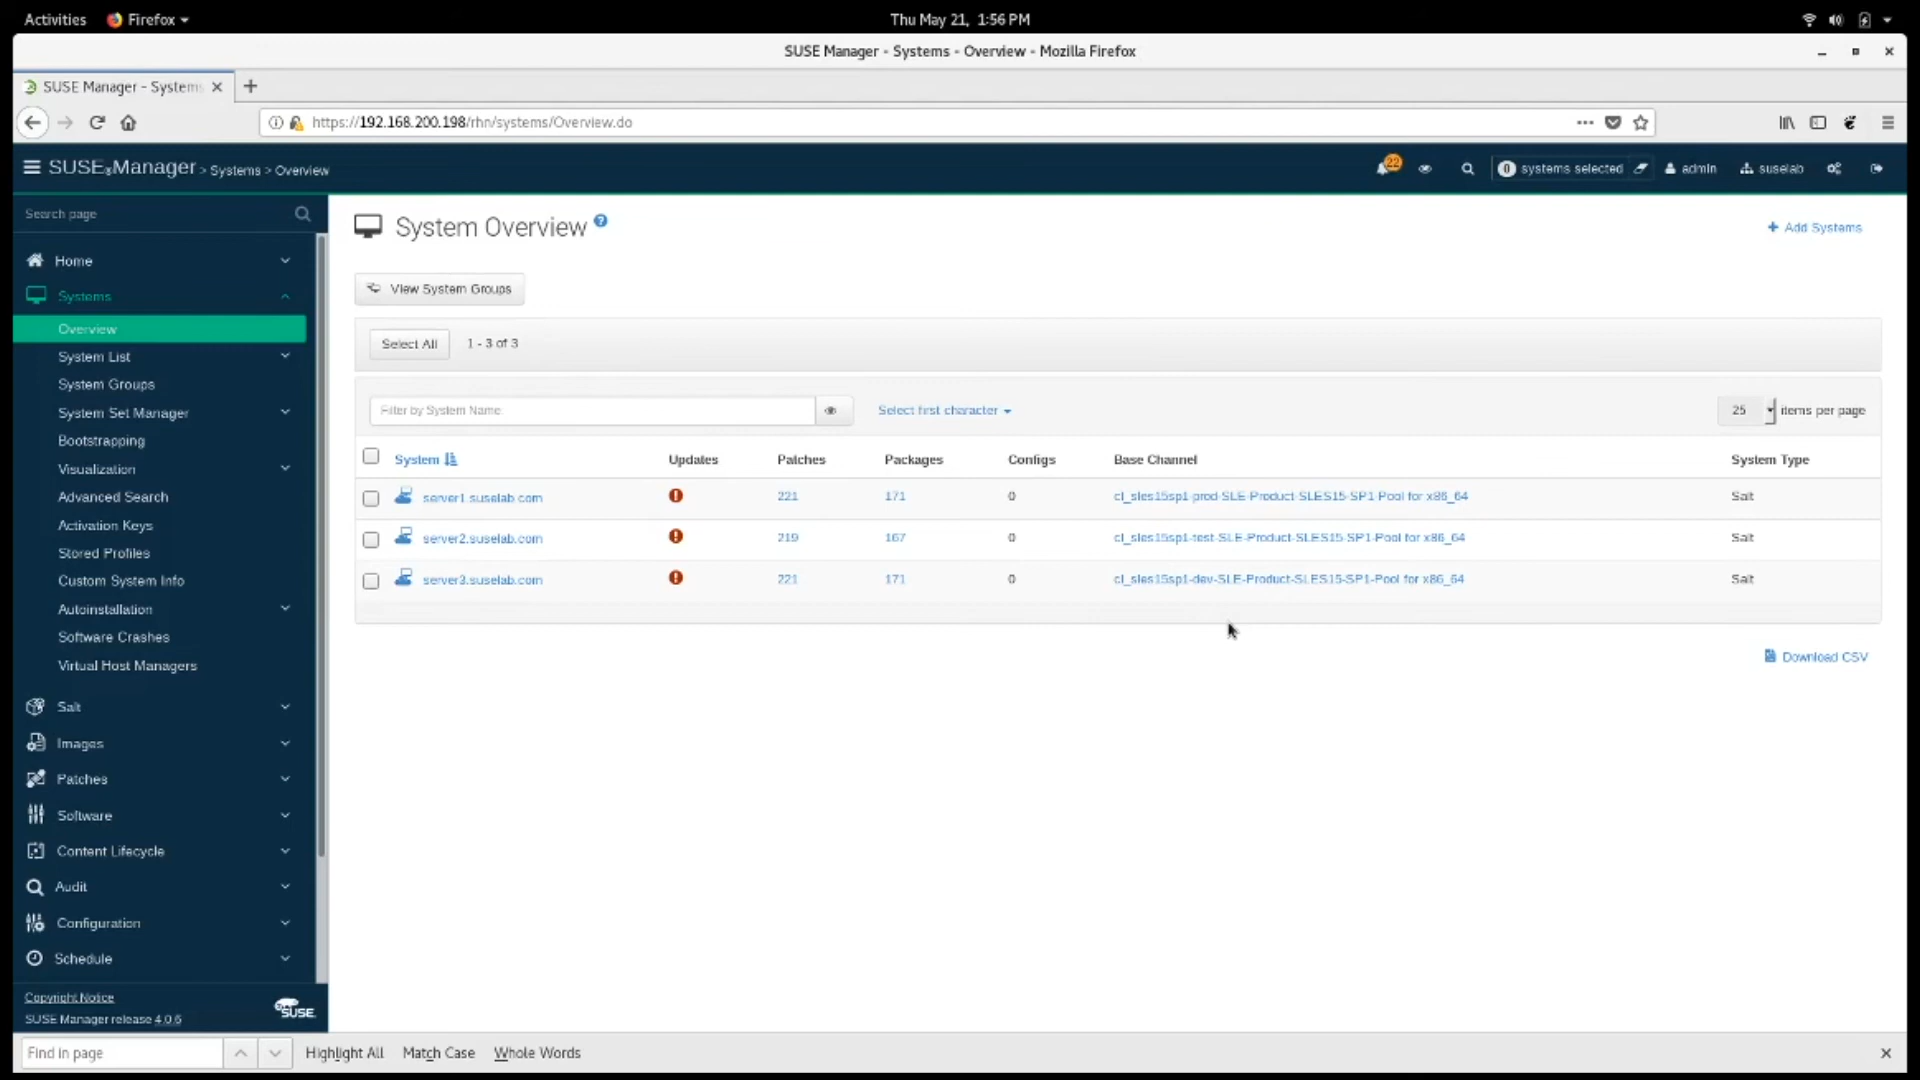 Activities Firefox Thu May 21, 1:56 PM
SUSE Manager - Systems - Overview - Mozilla Firefox
SUSE Manager - Systems
https://192.168.200.198/rhn/systems/Overview.do
SUSE Manager > Systems > Overview 22 0 systems selected admin suselab
Search page
Home
Systems
Overview
System List
System Groups
System Set Manager
Bootstrapping
Visualization
Advanced Search
Activation Keys
Stored Profiles
Custom System Info
Autoinstallation
Software Crashes
Virtual Host Managers
Salt
Images
Patches
Software
Content Lifecycle
Audit
Configuration
Schedule
Copyright Notice
SUSE Manager release 4.0.6
SUSE
System Overview ? + Add Systems
View System Groups
Select All 1 - 3 of 3
Filter by System Name. Select first character 25 items per page
System Updates Patches Packages Configs Base Channel System Type
server1.suselab.com 221 171 0 cl_sles15sp1-prod-SLE-Product-SLES15-SP1-Pool for x86_64 Salt
server2.suselab.com 219 167 0 cl_sles15sp1-test-SLE-Product-SLES15-SP1-Pool for x86_64 Salt
server3.suselab.com 221 171 0 cl_sles15sp1-dev-SLE-Product-SLES15-SP1-Pool for x86_64 Salt
Download CSV
Find in page Highlight All Match Case Whole Words